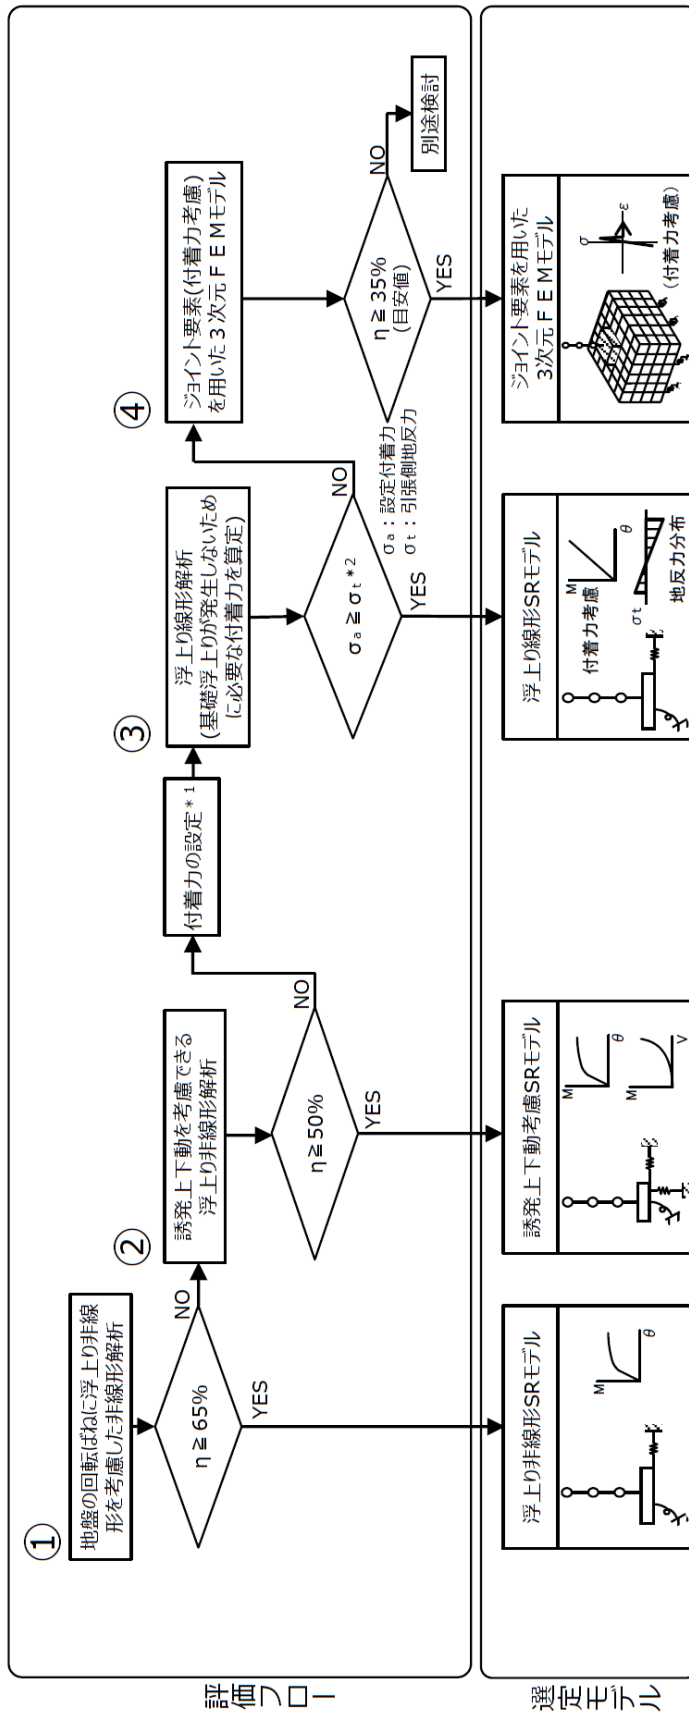 評価フロー
①
地盤の回転ばねに浮上り非線
形を考慮した非線形解析
η≧65%
NO
YES
②
誘発上下動を考慮できる
浮上り非線形解析
η≧50%
NO
YES
付着力の設定*1
③
浮上り線形解析
(基礎浮上りが発生しないため
に必要な付着力を算定)
σa≧σt*2
NO
YES
σa：設定付着力
σt：引張側地反力
④
ジョイント要素(付着力考慮)
を用いた3次元FEMモデル
η≧35%
(目安値)
NO
YES
別途検討
選定モデル
浮上り非線形SRモデル
M
θ
誘発上下動考慮SRモデル
M
θ
M
V
浮上り線形SRモデル
付着力考慮
M
θ
σt
地反力分布
ジョイント要素を用いた
3次元FEMモデル
σ
ε
(付着力考慮)